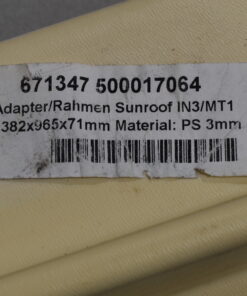 671347 500017064
Adapter/Rahmen Sunroof IN3/MT1
382x965x71mm Material: PS 3mm